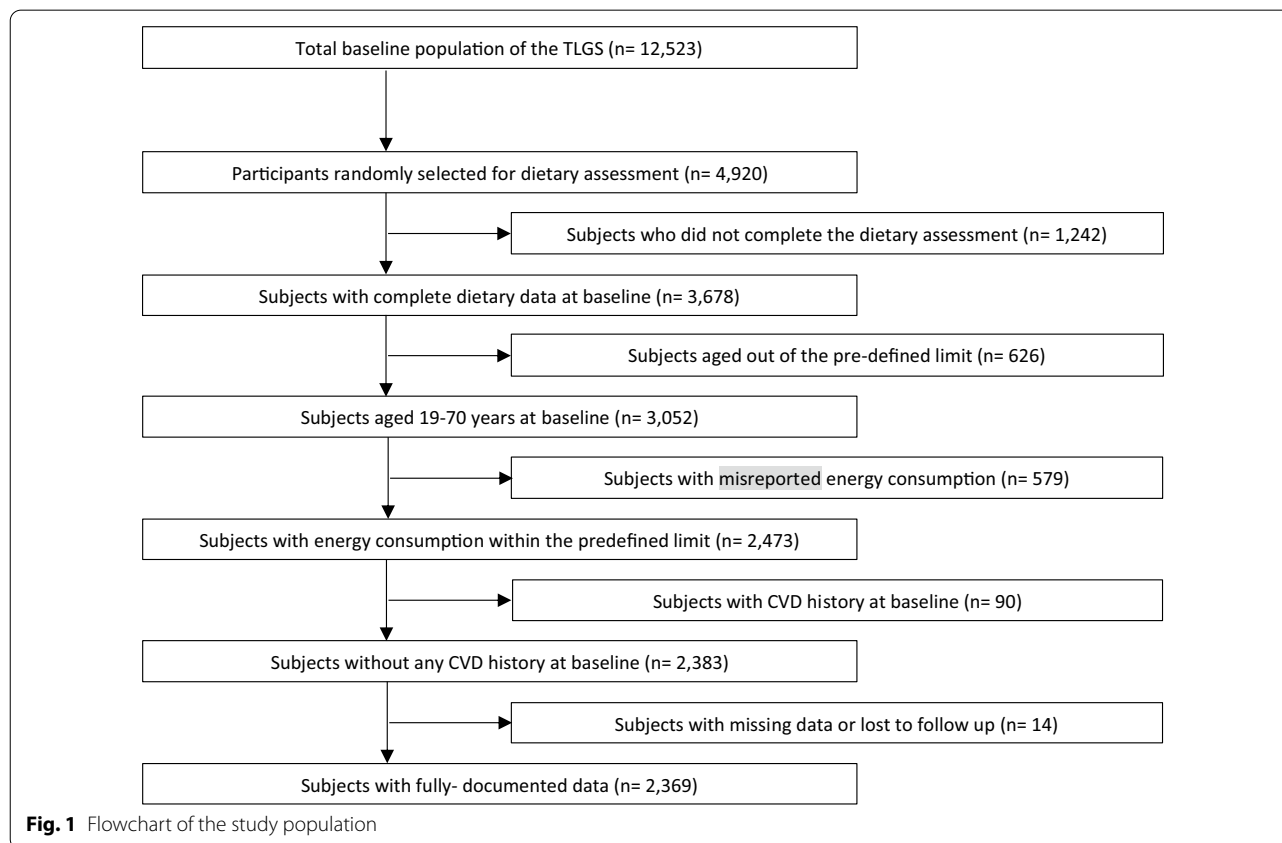 Total baseline population of the TLGS (n= 12,523)
Participants randomly selected for dietary assessment (n= 4,920)
Subjects who did not complete the dietary assessment (n= 1,242)
Subjects with complete dietary data at baseline (n= 3,678)
Subjects aged out of the pre-defined limit (n= 626)
Subjects aged 19-70 years at baseline (n= 3,052)
Subjects with misreported energy consumption (n= 579)
Subjects with energy consumption within the predefined limit (n= 2,473)
Subjects with CVD history at baseline (n= 90)
Subjects without any CVD history at baseline (n= 2,383)
Subjects with missing data or lost to follow up (n= 14)
Subjects with fully- documented data (n= 2,369)
Fig. 1 Flowchart of the study population